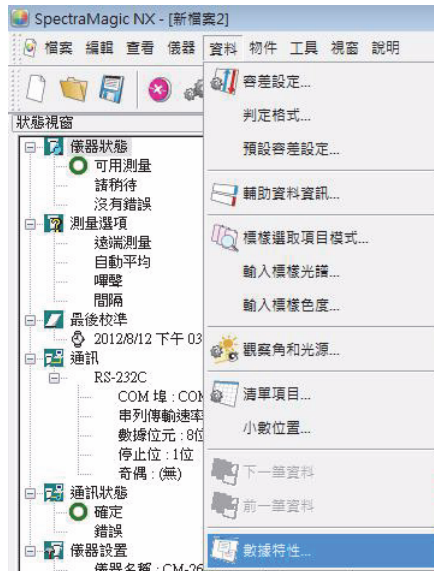 SpectraMagic NX - [新檔案2]
檔案 編輯 查看 儀器 資料 物件 工具 視窗 說明
狀態視窗
儀器狀態
可用測量
請稍待
沒有錯誤
測量選項
遠端測量
自動平均
嗶聲
間隔
最後校準
2012/8/12 下午 03
通訊
RS-232C
COM 埠 : COM
串列傳輸速率
數據位元 : 8位
停止位 : 1位
奇偶 : (無)
通訊狀態
確定
錯誤
儀器設置
儀器名稱 : CM-26
容差設定...
判定格式...
預設容差設定...
輔助資料資訊...
標樣選取項目模式...
輸入標樣光譜...
輸入標樣色度...
觀察角和光源...
清單項目...
小數位置...
下一筆資料
前一筆資料
數據特性...